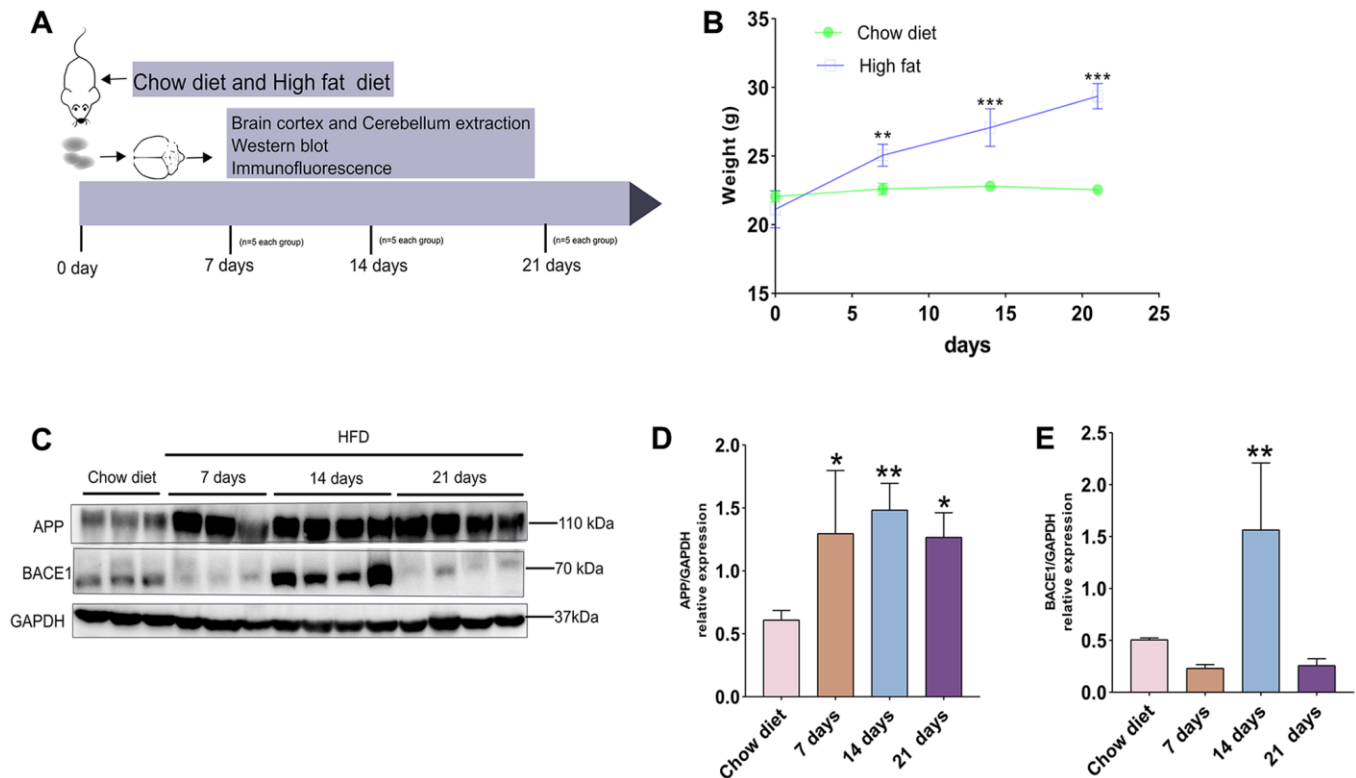 A
Chow diet and High fat diet
Brain cortex and Cerebellum extraction
Western blot
Immunofluorescence
(n=5 each group)
(n=5 each group)
(n=5 each group)
0 day
7 days
14 days
21 days
B
Chow diet
High fat
Weight (g)
35
30
25
20
15
**
***
***
0
5
10
15
20
25
days
C
HFD
Chow diet
7 days
14 days
21 days
APP
110 kDa
BACE1
70 kDa
GAPDH
37kDa
D
APP/GAPDH
relative expression
2.0
1.5
1.0
0.5
0.0
*
**
*
Chow diet
7 days
14 days
21 days
E
BACE1/GAPDH
relative expression
2.5
2.0
1.5
1.0
0.5
0.0
**
Chow diet
7 days
14 days
21 days